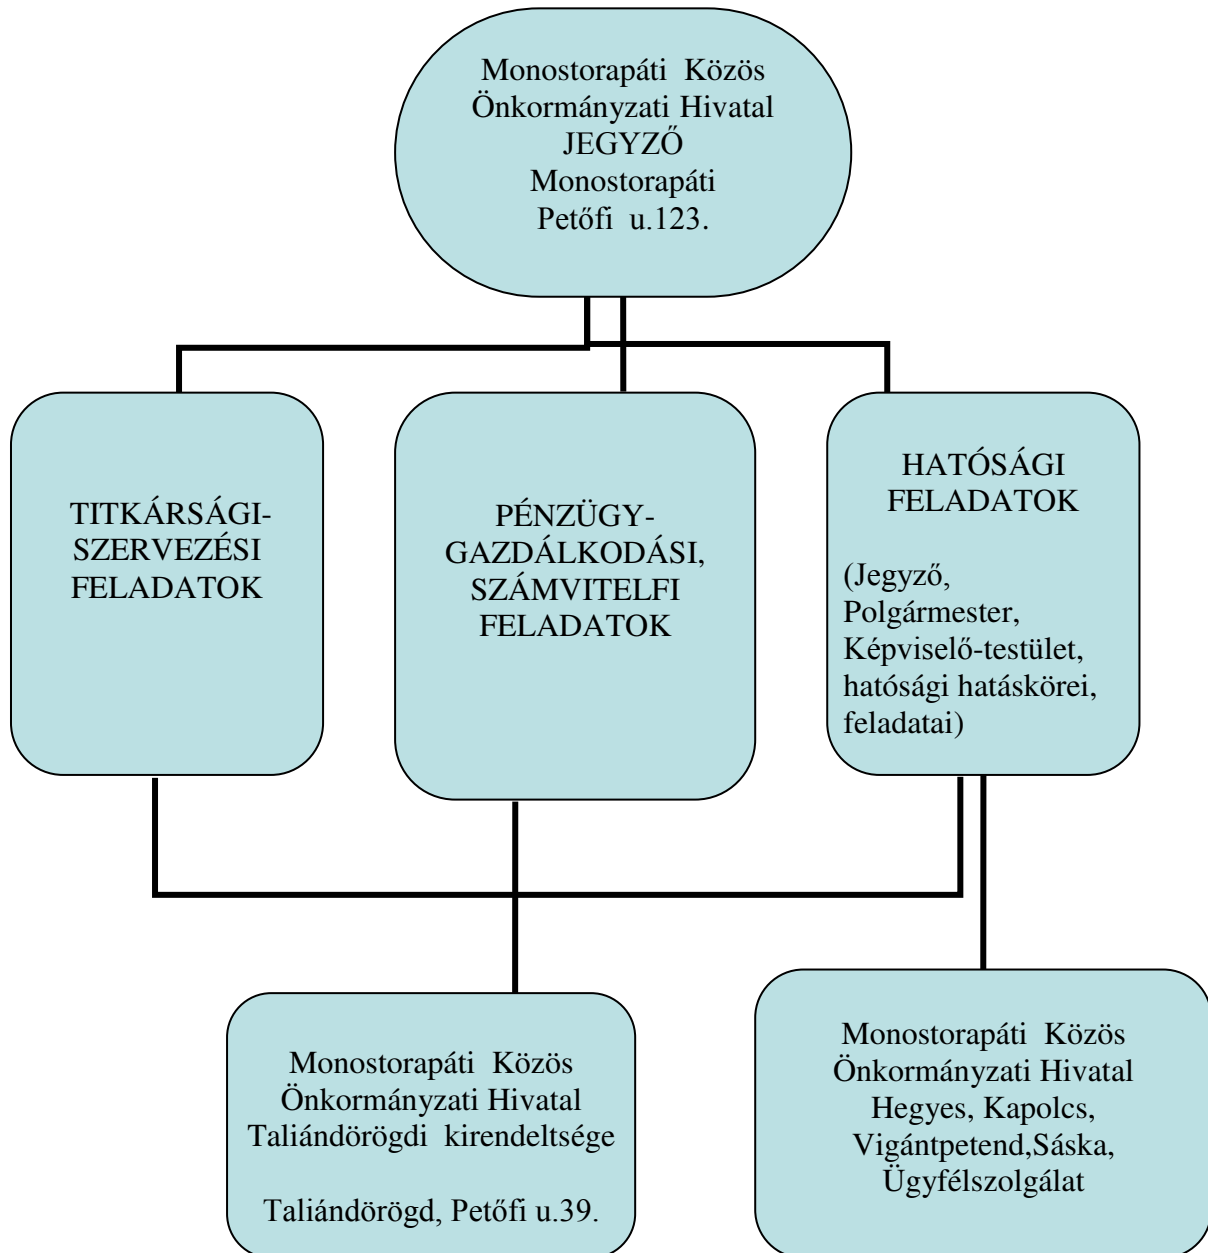 Monostorapáti Közös
Önkormányzati Hivatal
JEGYZŐ
Monostorapáti
Petőfi u.123.
TITKÁRSÁGI-
SZERVEZÉSI
FELADATOK
PÉNZÜGY-
GAZDÁLKODÁSI,
SZÁMVITELFI
FELADATOK
HATÓSÁGI
FELADATOK
(Jegyző,
Polgármester,
Képviselő-testület,
hatósági hatáskörei,
feladatai)
Monostorapáti Közös
Önkormányzati Hivatal
Taliándörögdi kirendeltsége
Taliándörögd, Petőfi u.39.
Monostorapáti Közös
Önkormányzati Hivatal
Hegyes, Kapolcs,
Vigántpetend,Sáska,
Ügyfélszolgálat